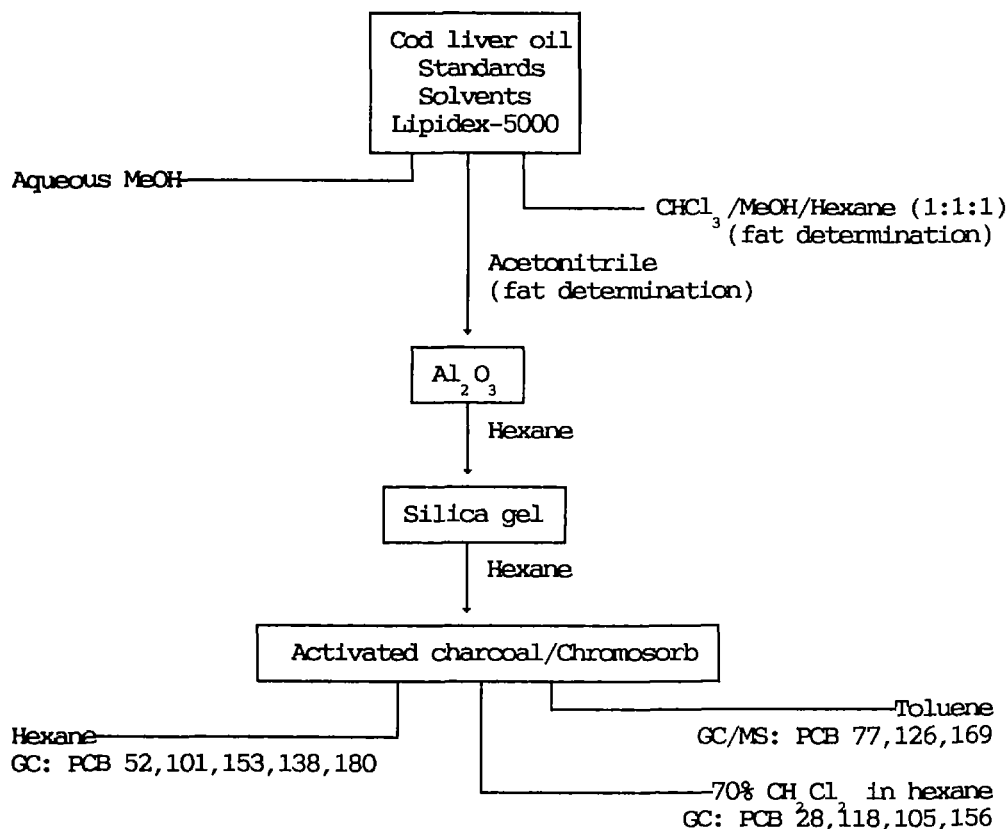 Cod liver oil
Standards
Solvents
Lipidex-5000
Aqueous MeOH
CHCl₃/MeOH/Hexane (1:1:1)
(fat determination)
Acetonitrile
(fat determination)
Al₂O₃
Hexane
Silica gel
Hexane
Activated charcoal/Chromosorb
Toluene
GC/MS: PCB 77,126,169
Hexane
GC: PCB 52,101,153,138,180
70% CH₂Cl₂ in hexane
GC: PCB 28,118,105,156